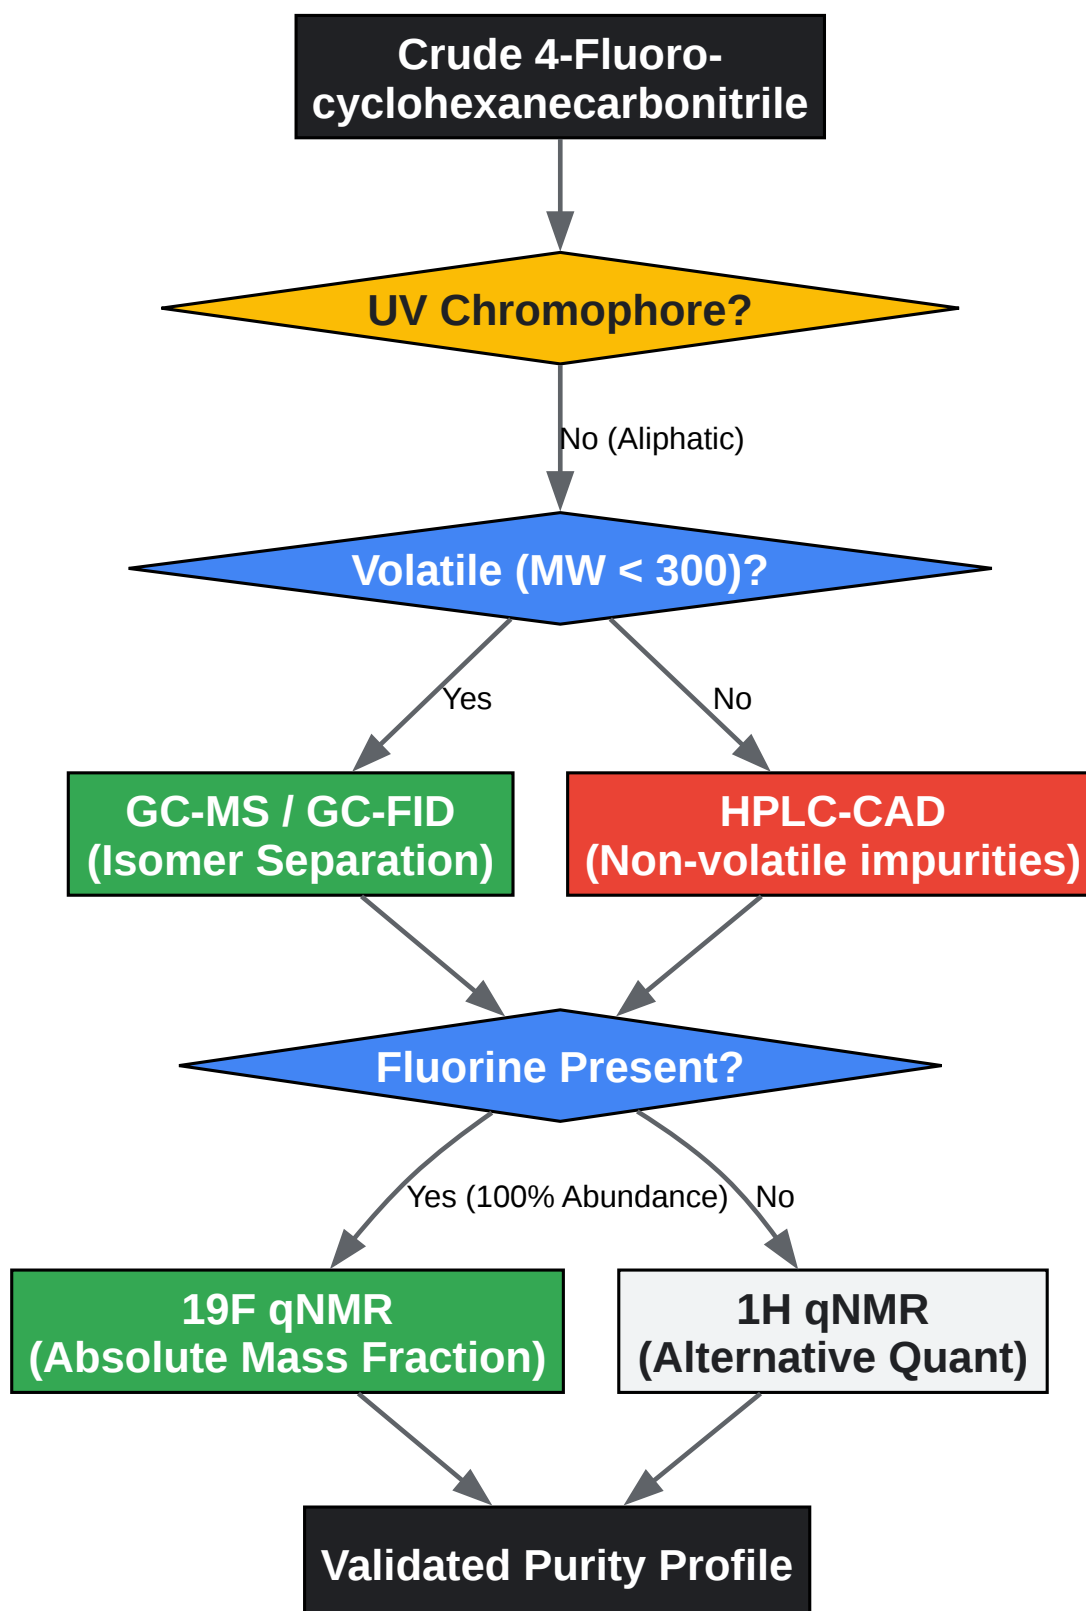 Crude 4-Fluoro-
cyclohexanecarbonitrile
UV Chromophore?
No (Aliphatic)
Volatile (MW < 300)?
Yes
No
GC-MS / GC-FID
(Isomer Separation)
HPLC-CAD
(Non-volatile impurities)
Fluorine Present?
Yes (100% Abundance)
No
19F qNMR
(Absolute Mass Fraction)
1H qNMR
(Alternative Quant)
Validated Purity Profile